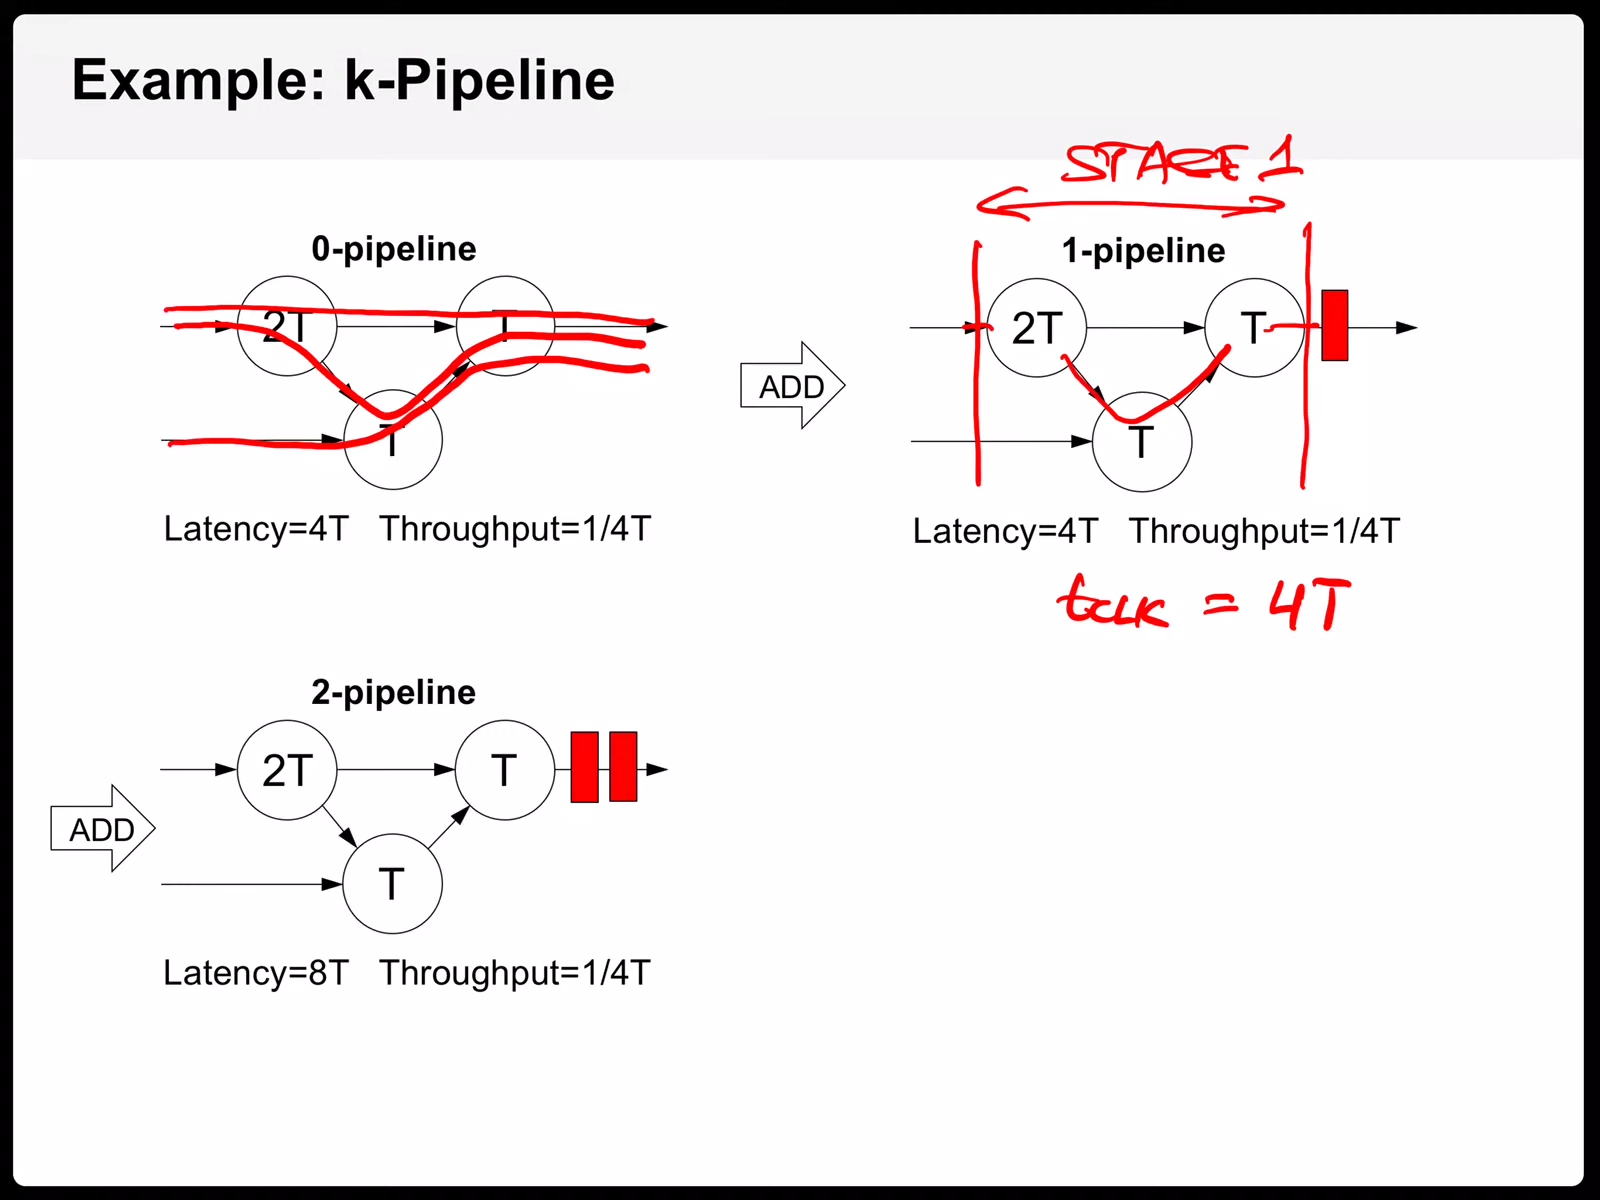 Example: k-Pipeline
STAGE 1
0-pipeline
2T
T
T
Latency=4T Throughput=1/4T
ADD
1-pipeline
2T
T
T
Latency=4T Throughput=1/4T
tCLK = 4T
ADD
2-pipeline
2T
T
T
Latency=8T Throughput=1/4T